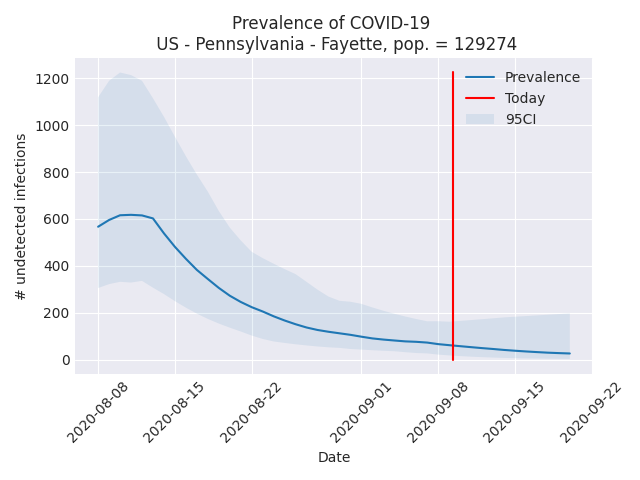 Prevalence of COVID-19
US - Pennsylvania - Fayette, pop. = 129274
# undetected infections
1200
1000
800
600
400
200
0
Prevalence
Today
95CI
2020-08-08
2020-08-15
2020-08-22
2020-09-01
2020-09-08
2020-09-15
2020-09-22
Date